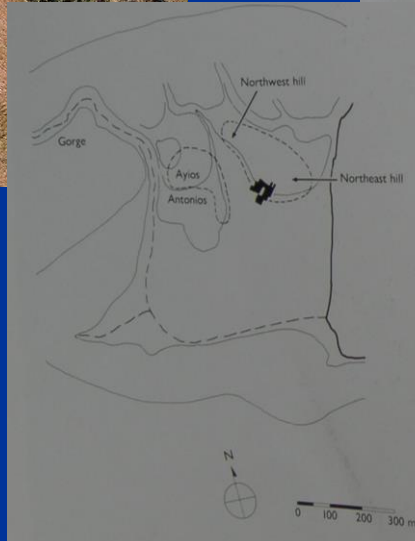 Northwest hill
Gorge
Ayios
Antonios
Northeast hill
N
0 100 200 300 m